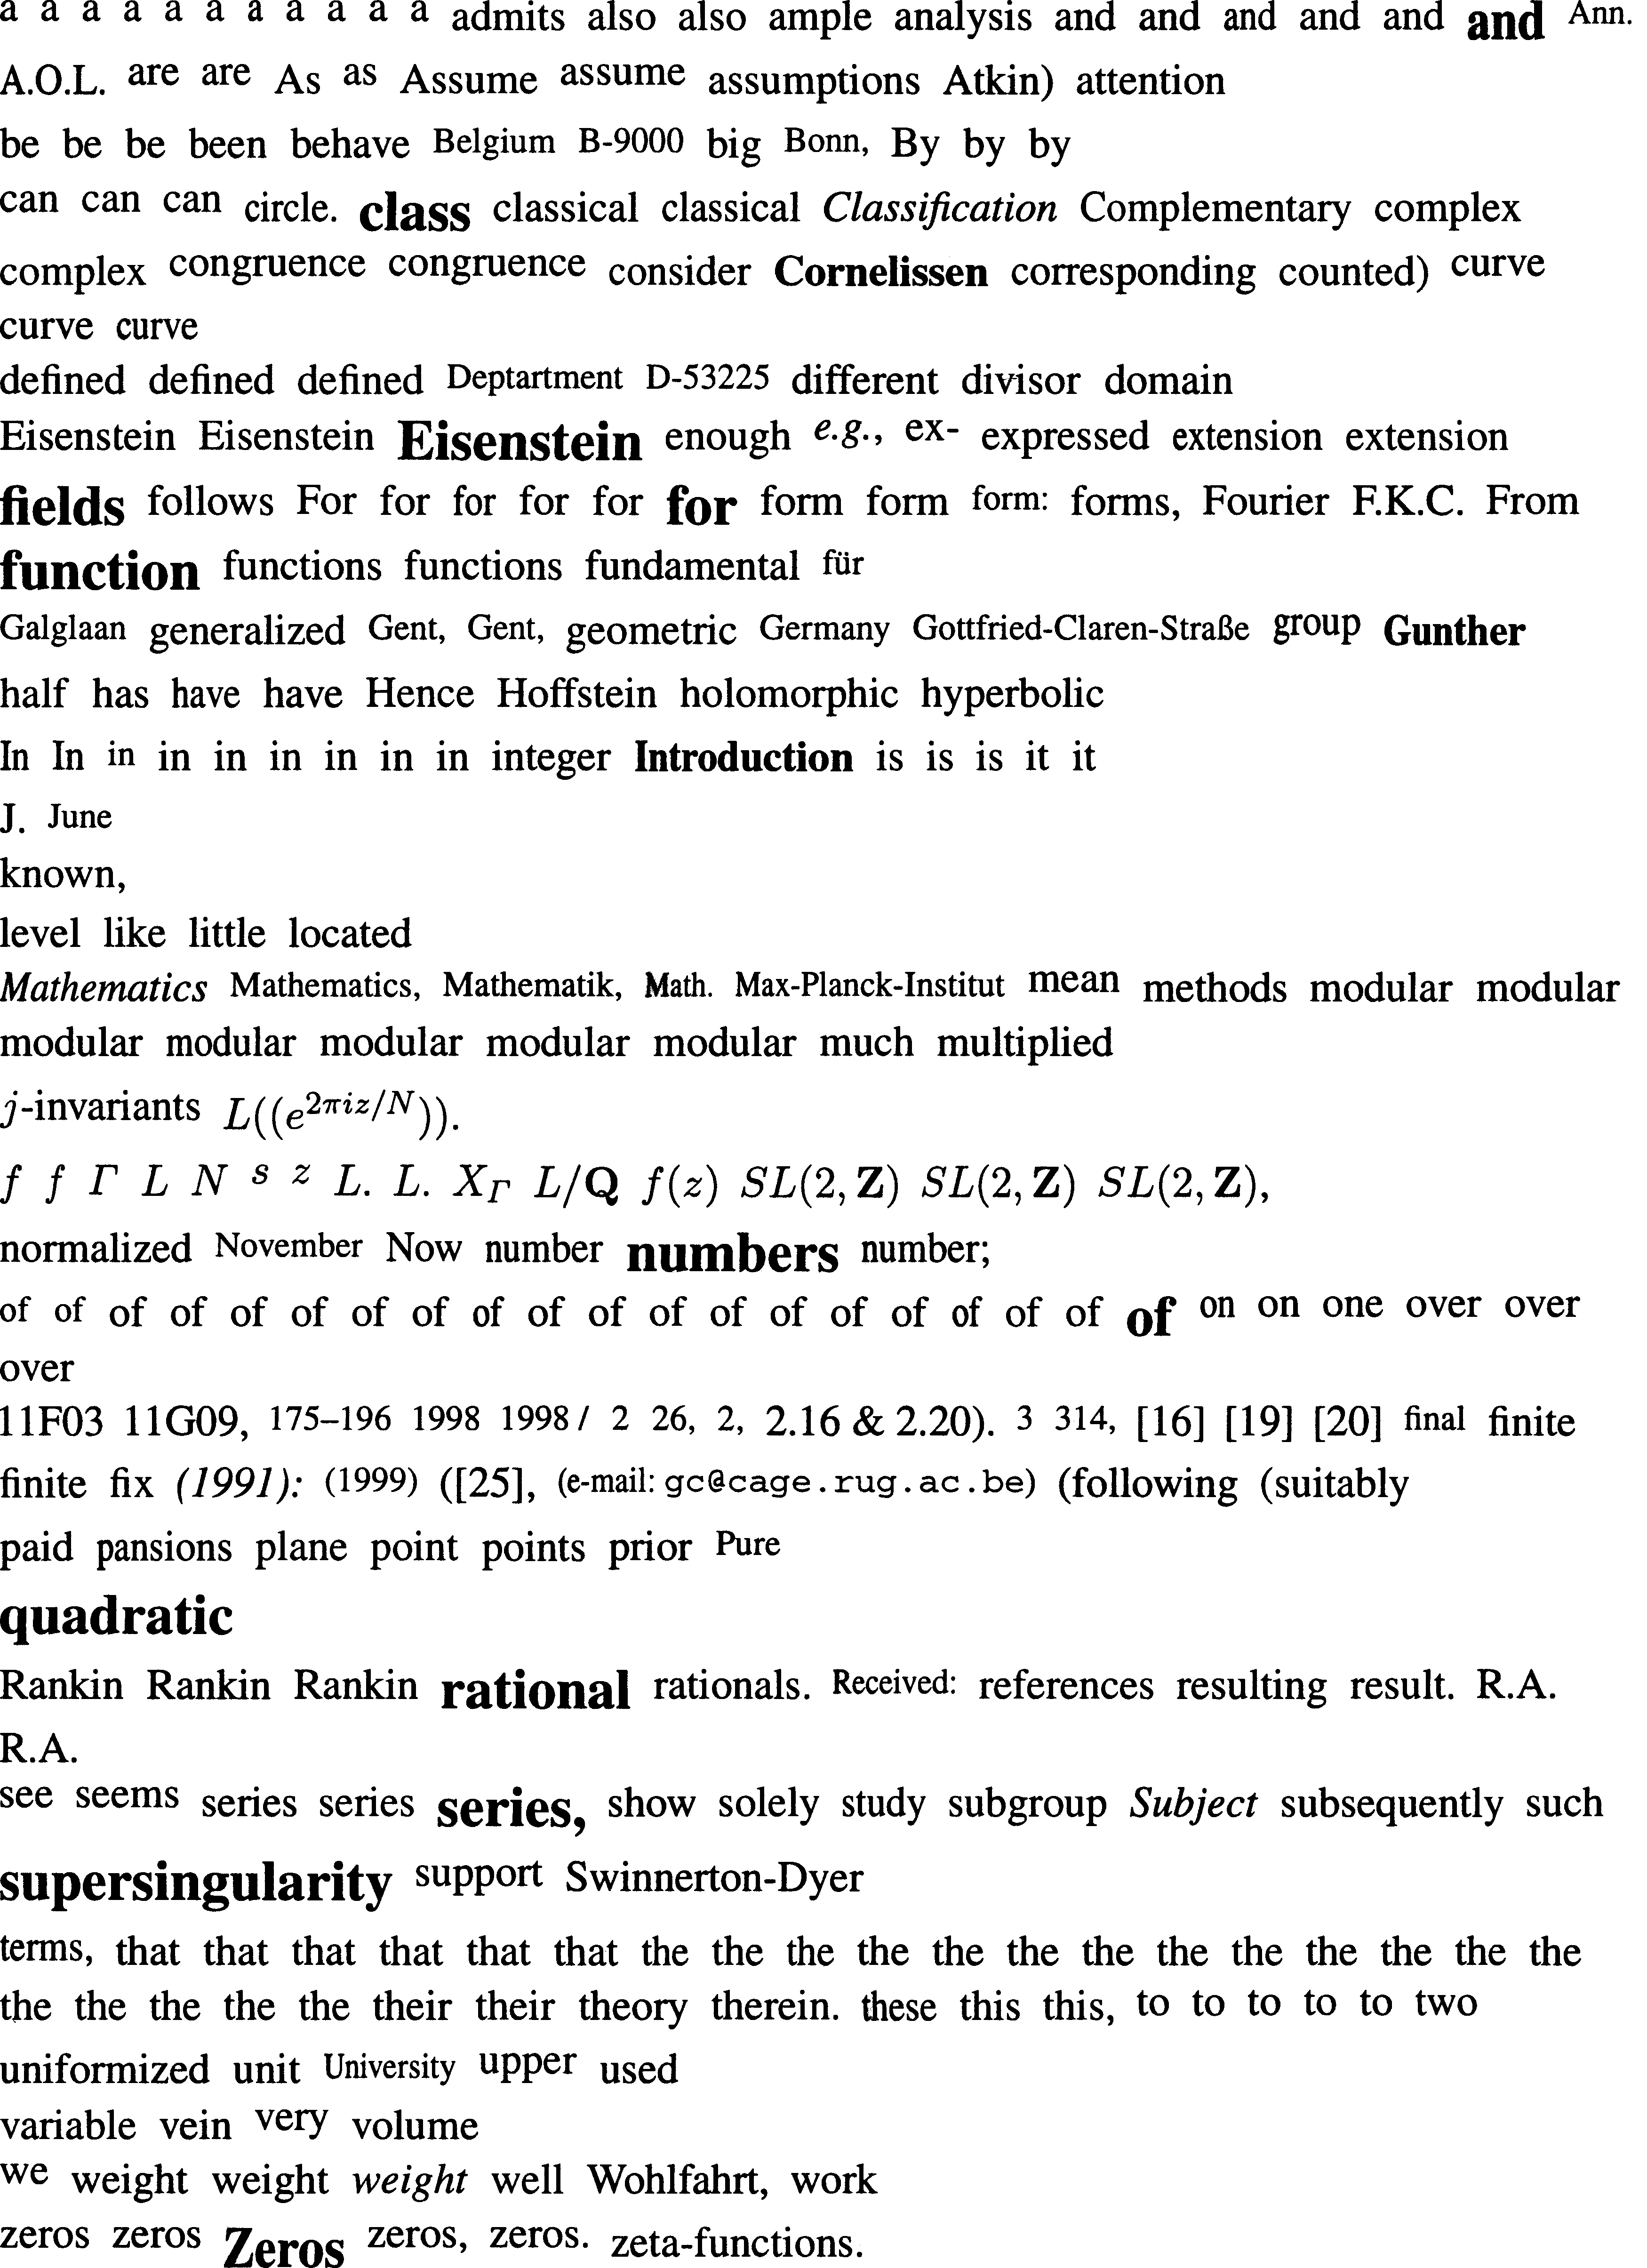 a a a a a a a a a a a admits also also ample analysis and and and and and and Ann.
A.O.L. are are As as Assume assume assumptions Atkin) attention
be be be been behave Belgium B-9000 big Bonn, By by by
can can can circle. class classical classical Classification Complementary complex
complex congruence congruence consider Cornelissen corresponding counted) curve
curve curve
defined defined defined Deptartment D-53225 different divisor domain
Eisenstein Eisenstein Eisenstein enough e.g., ex- expressed extension extension
fields follows For for for for for for form form form: forms, Fourier F.K.C. From
function functions functions fundamental für
Galglaan generalized Gent, Gent, geometric Germany Gottfried-Claren-Straße group Gunther
half has have have Hence Hoffstein holomorphic hyperbolic
In In in in in in in in in integer Introduction is is is it it
J. June
known,
level like little located
Mathematics Mathematics, Mathematik, Math. Max-Planck-Institut mean methods modular modular
modular modular modular modular modular much multiplied
j-invariants L((e^{2πiz/N})).
f f Γ L N s z L. L. X_Γ L/Q f(z) SL(2, Z) SL(2, Z) SL(2, Z),
normalized November Now number numbers number;
of of of of of of of of of of of of of of of of of of of of on on one over over
over
11F03 11G09, 175–196 1998 1998 / 2 26, 2, 2.16 & 2.20). 3 314, [16] [19] [20] final finite
finite fix (1991): (1999) ([25], (e-mail: gc@cage.rug.ac.be) (following (suitably
paid pansions plane point points prior Pure
quadratic
Rankin Rankin Rankin rational rationals. Received: references resulting result. R.A.
R.A.
see seems series series series, show solely study subgroup Subject subsequently such
supersingularity support Swinnerton-Dyer
terms, that that that that that that the the the the the the the the the the the the the
the the the the the their their theory therein. these this this, to to to to to two
uniformized unit University upper used
variable vein very volume
we weight weight weight well Wohlfahrt, work
zeros zeros Zeros zeros, zeros. zeta-functions.